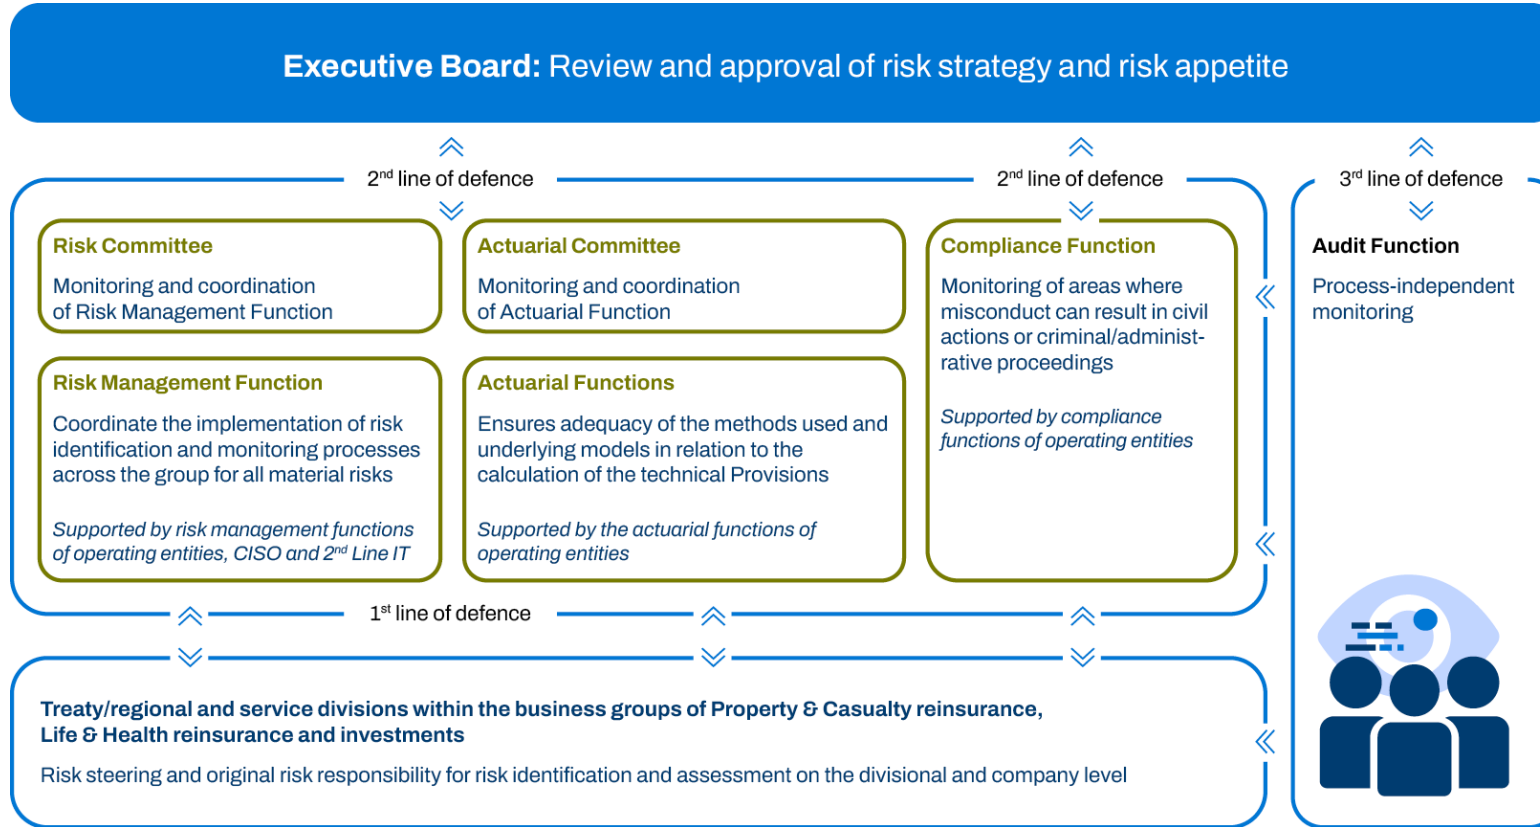 Executive Board: Review and approval of risk strategy and risk appetite
2nd line of defence
2nd line of defence
3rd line of defence
Risk Committee
Monitoring and coordination
of Risk Management Function
Actuarial Committee
Monitoring and coordination
of Actuarial Function
Compliance Function
Monitoring of areas where
misconduct can result in civil
actions or criminal/administ-
rative proceedings
Supported by compliance
functions of operating entities
Audit Function
Process-independent
monitoring
Risk Management Function
Coordinate the implementation of risk
identification and monitoring processes
across the group for all material risks
Supported by risk management functions
of operating entities, CISO and 2nd Line IT
Actuarial Functions
Ensures adequacy of the methods used and
underlying models in relation to the
calculation of the technical Provisions
Supported by the actuarial functions of
operating entities
1st line of defence
Treaty/regional and service divisions within the business groups of Property & Casualty reinsurance,
Life & Health reinsurance and investments
Risk steering and original risk responsibility for risk identification and assessment on the divisional and company level